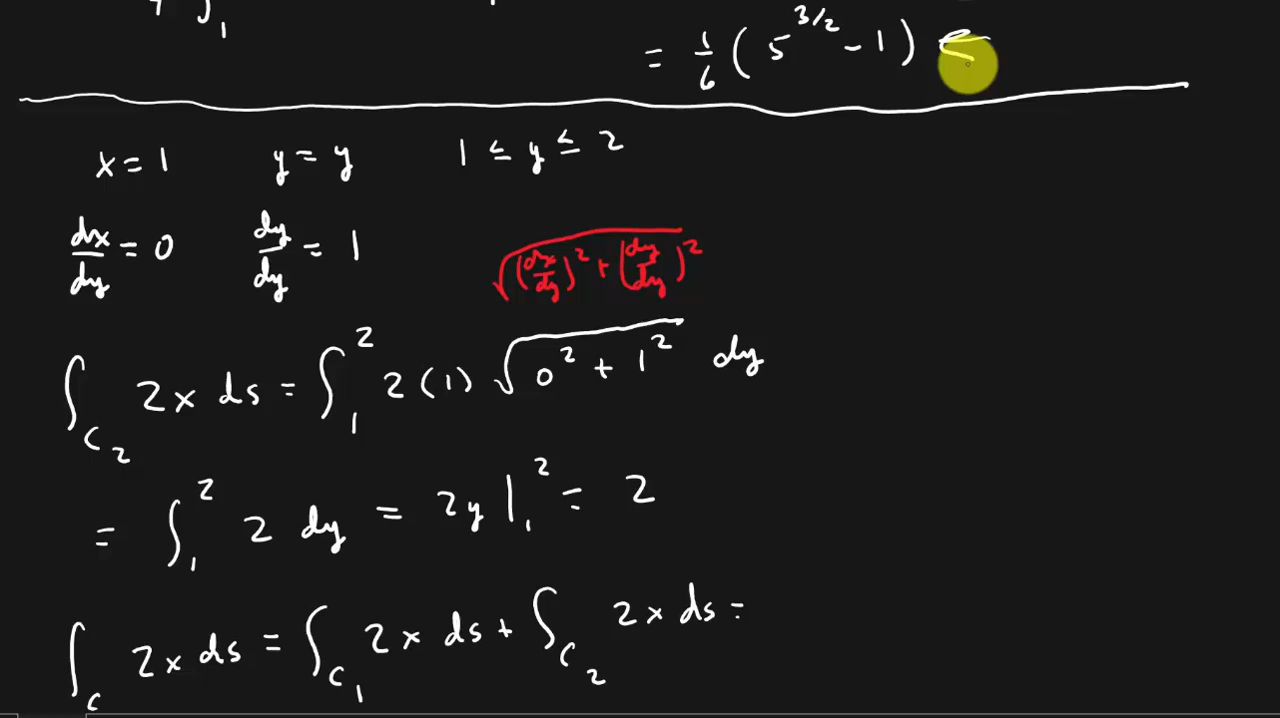 ∫₁
= 1/6 ( 5^{3/2} - 1 )
x = 1 y = y 1 ≤ y ≤ 2
dx/dy = 0 dy/dy = 1 √((dx/dy)² + (dy/dy)²)
∫_{C₂} 2x ds = ∫₁² 2(1) √(0² + 1²) dy
= ∫₁² 2 dy = 2y |₁² = 2
∫_C 2x ds = ∫_{C₁} 2x ds + ∫_{C₂} 2x ds =